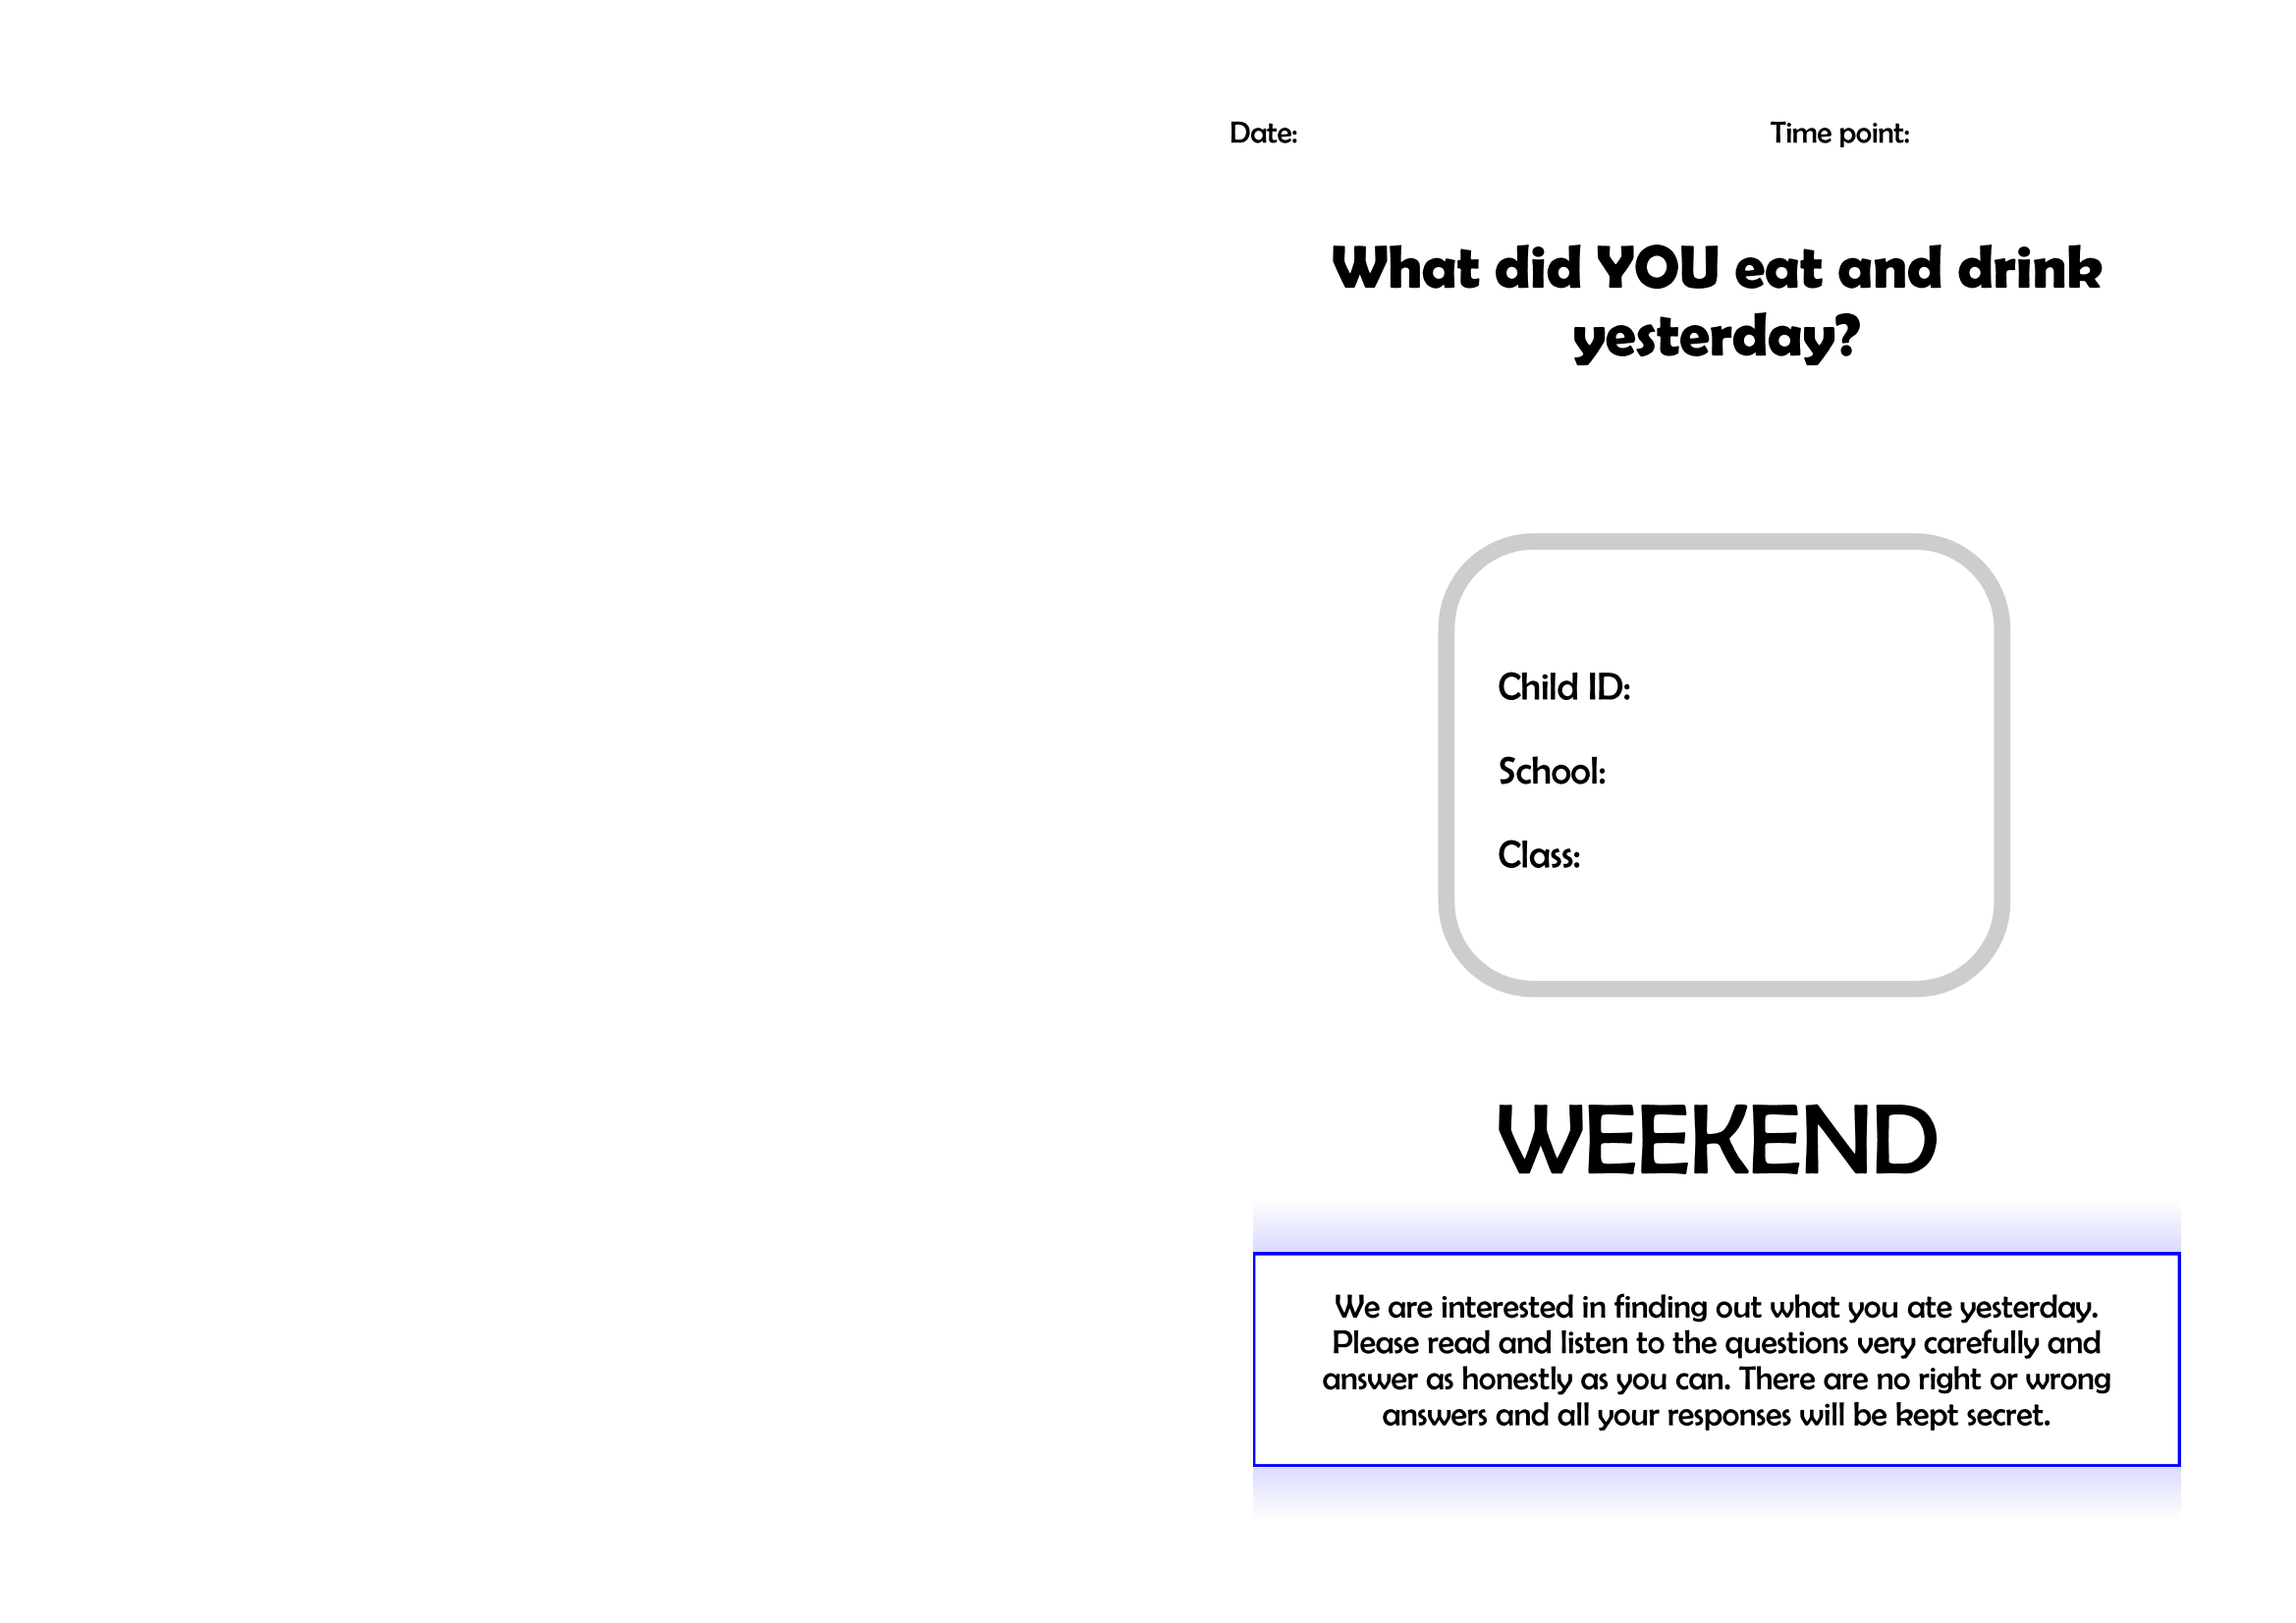 Date: Time point:
What did YOU eat and drink
yesterday?
Child ID:
School:
Class:
WEEKEND
We are interested in finding out what you ate yesterday.
Please read and listen to the questions very carefully and
answer as honestly as you can. There are no right or wrong
answers and all your responses will be kept secret.